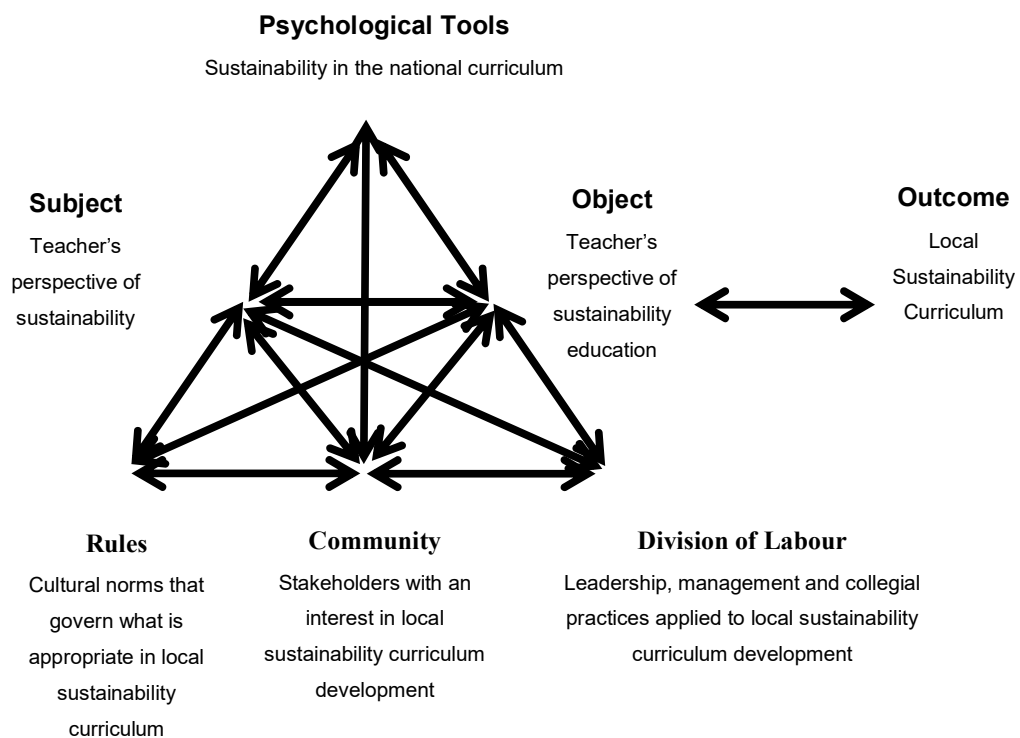 Psychological Tools
Sustainability in the national curriculum
Subject
Teacher’s
perspective of
sustainability
Object
Teacher’s
perspective of
sustainability
education
Outcome
Local
Sustainability
Curriculum
Rules
Cultural norms that
govern what is
appropriate in local
sustainability
curriculum
Community
Stakeholders with an
interest in local
sustainability curriculum
development
Division of Labour
Leadership, management and collegial
practices applied to local sustainability
curriculum development